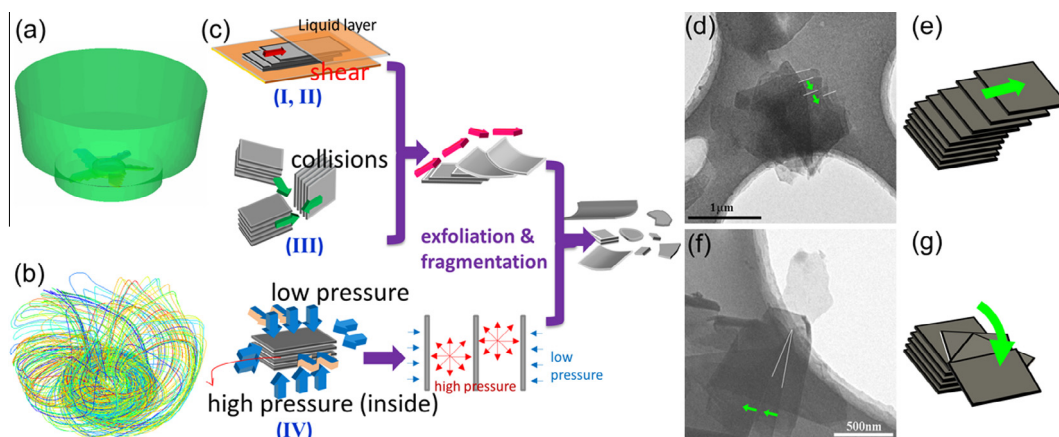 (a)
(c)
Liquid layer
shear
(I, II)
collisions
(III)
exfoliation &
fragmentation
(b)
low pressure
high pressure (inside)
(IV)
high pressure
low
pressure
(d)
1μm
(e)
(f)
500nm
(g)